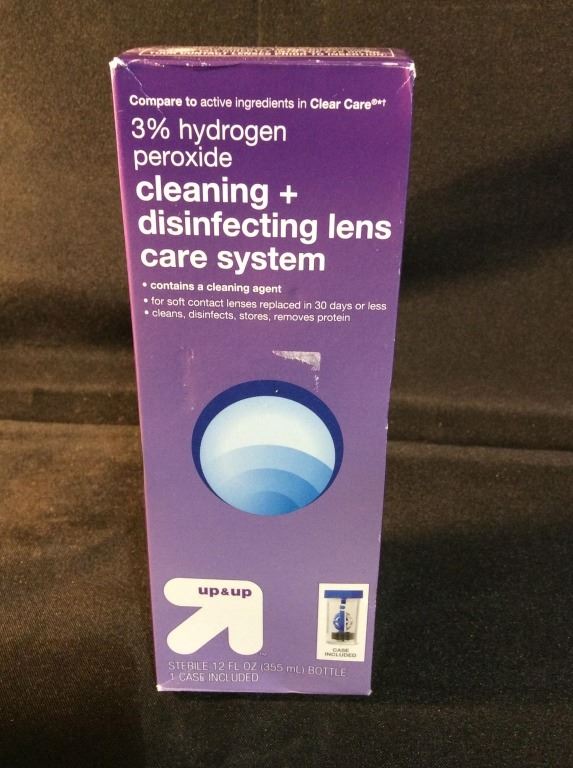 Compare to active ingredients in Clear Care®*†
3% hydrogen
peroxide
cleaning +
disinfecting lens
care system
• contains a cleaning agent
• for soft contact lenses replaced in 30 days or less
• cleans, disinfects, stores, removes protein
up&up
CASE
INCLUDED
STERILE 12 FL OZ (355 mL) BOTTLE
1 CASE INCLUDED